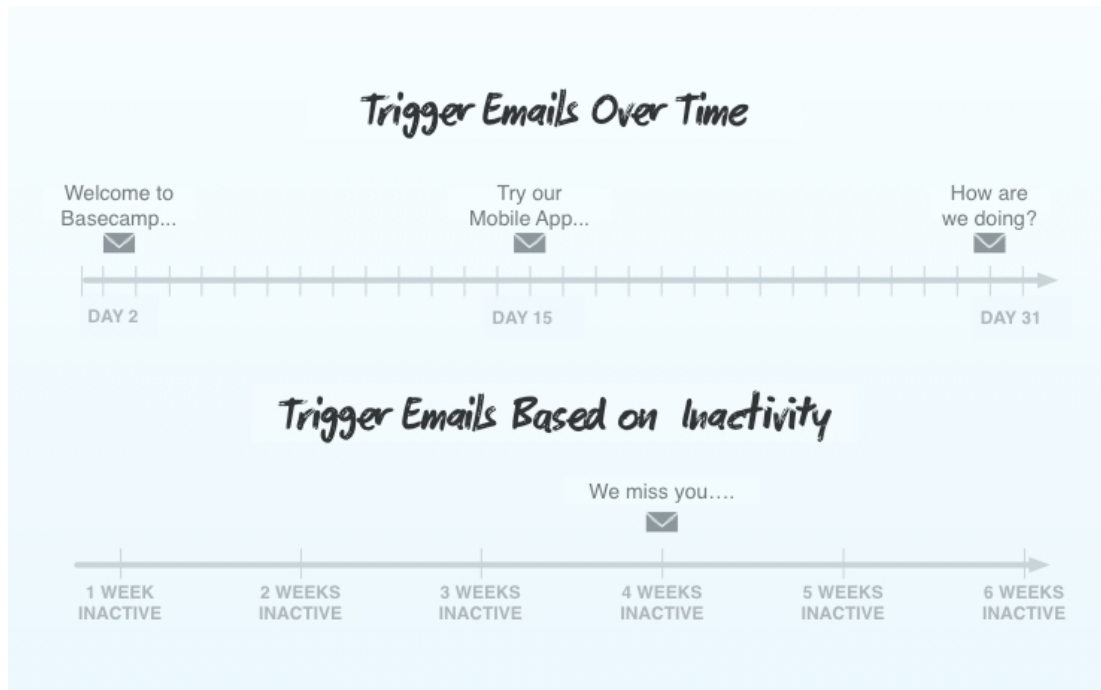 Trigger Emails Over Time
Welcome to
Basecamp...
Try our
Mobile App...
How are
we doing?
DAY 2
DAY 15
DAY 31
Trigger Emails Based on Inactivity
We miss you....
1 WEEK
INACTIVE
2 WEEKS
INACTIVE
3 WEEKS
INACTIVE
4 WEEKS
INACTIVE
5 WEEKS
INACTIVE
6 WEEKS
INACTIVE